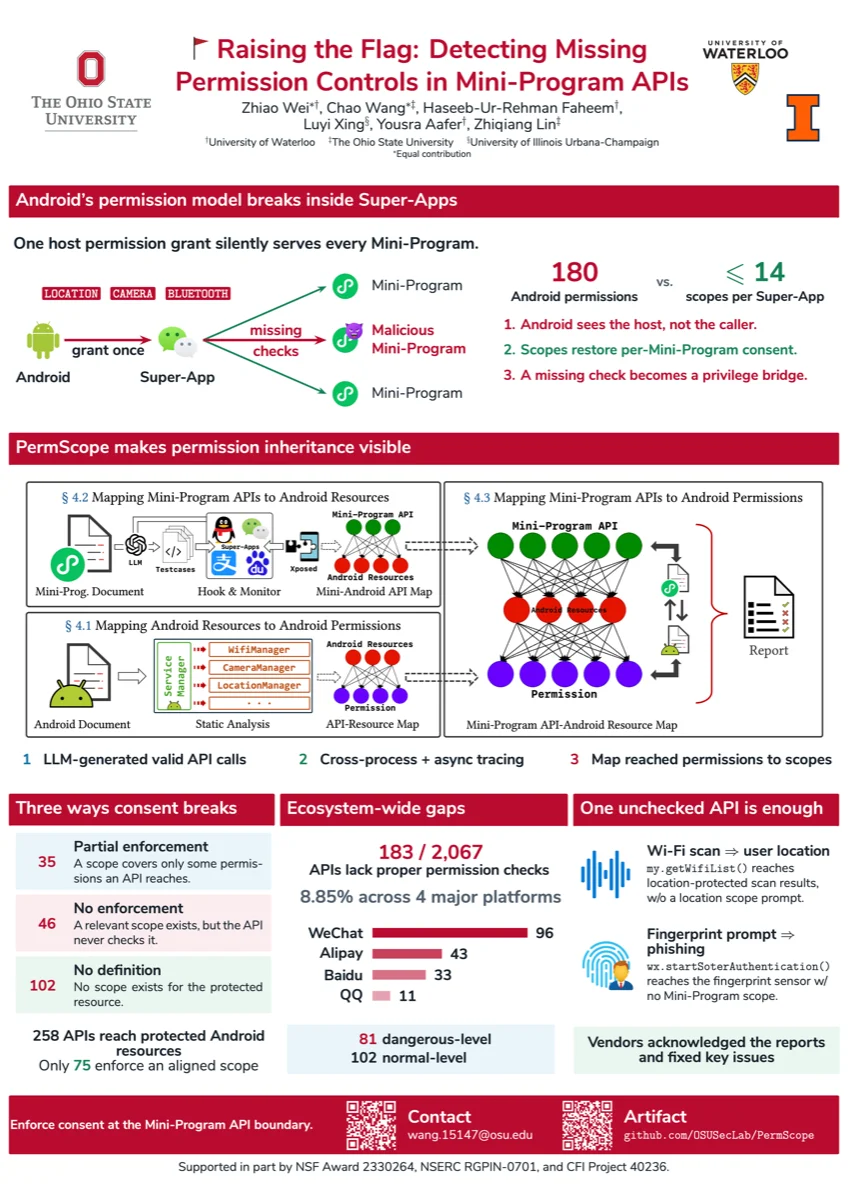 Raising the Flag: Detecting Missing
Permission Controls in Mini-Program APIs
THE OHIO STATE
UNIVERSITY
UNIVERSITY OF
WATERLOO
Zhiao Wei*†, Chao Wang*‡, Haseeb-Ur-Rehman Faheem†,
Luyi Xing§, Yousra Aafer†, Zhiqiang Lin‡
†University of Waterloo ‡The Ohio State University §University of Illinois Urbana-Champaign
*Equal contribution
Android's permission model breaks inside Super-Apps
One host permission grant silently serves every Mini-Program.
LOCATION CAMERA BLUETOOTH
Android
grant once
Super-App
missing
checks
Mini-Program
Malicious
Mini-Program
Mini-Program
180
Android permissions
vs.
⩽ 14
scopes per Super-App
1. Android sees the host, not the caller.
2. Scopes restore per-Mini-Program consent.
3. A missing check becomes a privilege bridge.
PermScope makes permission inheritance visible
§ 4.2 Mapping Mini-Program APIs to Android Resources
Mini-Prog. Document
LLM
Testcases
Super-Apps
支
Bai du
Hook & Monitor
Xposed
Mini-Program API
Android Resources
Mini-Android API Map
§ 4.1 Mapping Android Resources to Android Permissions
Android Document
Service
Manager
WifiManager
CameraManager
LocationManager
. . .
Static Analysis
Android Resources
Permission
API-Resource Map
§ 4.3 Mapping Mini-Program APIs to Android Permissions
Mini-Program API
Android Resources
Permission
Mini-Program API-Android Resource Map
Report
1 LLM-generated valid API calls
2 Cross-process + async tracing
3 Map reached permissions to scopes
Three ways consent breaks
35
Partial enforcement
A scope covers only some permis-
sions an API reaches.
46
No enforcement
A relevant scope exists, but the API
never checks it.
102
No definition
No scope exists for the protected
resource.
258 APIs reach protected Android
resources
Only 75 enforce an aligned scope
Ecosystem-wide gaps
183 / 2,067
APIs lack proper permission checks
8.85% across 4 major platforms
WeChat 96
Alipay 43
Baidu 33
QQ 11
81 dangerous-level
102 normal-level
One unchecked API is enough
Wi-Fi scan ⇒ user location
my.getWifiList() reaches
location-protected scan results,
w/o a location scope prompt.
Fingerprint prompt ⇒
phishing
wx.startSoterAuthentication()
reaches the fingerprint sensor w/
no Mini-Program scope.
Vendors acknowledged the reports
and fixed key issues
Enforce consent at the Mini-Program API boundary.
Contact
wang.15147@osu.edu
Artifact
github.com/OSUSecLab/PermScope
Supported in part by NSF Award 2330264, NSERC RGPIN-0701, and CFI Project 40236.